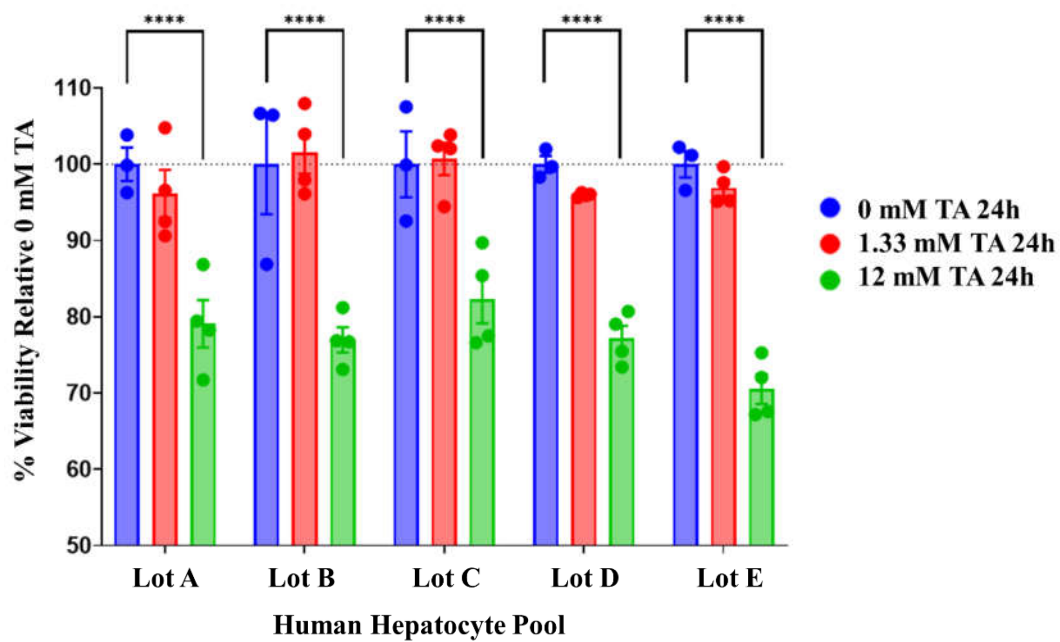 **** **** **** **** ****
% Viability Relative 0 mM TA
110
100
90
80
70
60
50
Lot A Lot B Lot C Lot D Lot E
Human Hepatocyte Pool
0 mM TA 24h
1.33 mM TA 24h
12 mM TA 24h